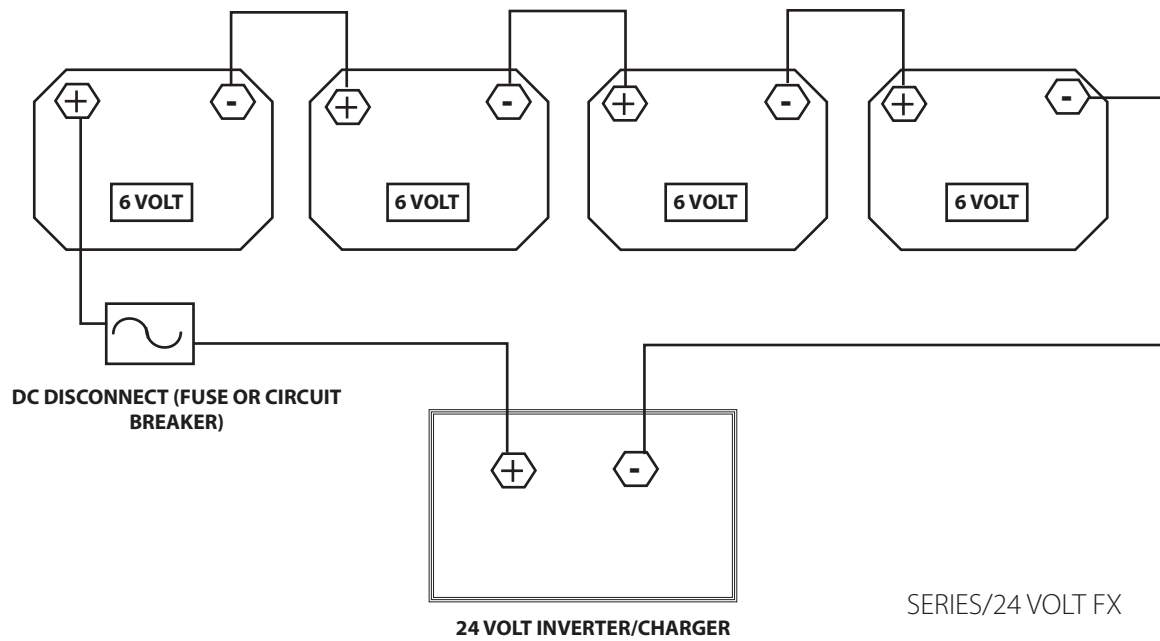 + - + - + - + -
6 VOLT 6 VOLT 6 VOLT 6 VOLT
DC DISCONNECT (FUSE OR CIRCUIT
BREAKER)
+ -
SERIES/24 VOLT FX
24 VOLT INVERTER/CHARGER